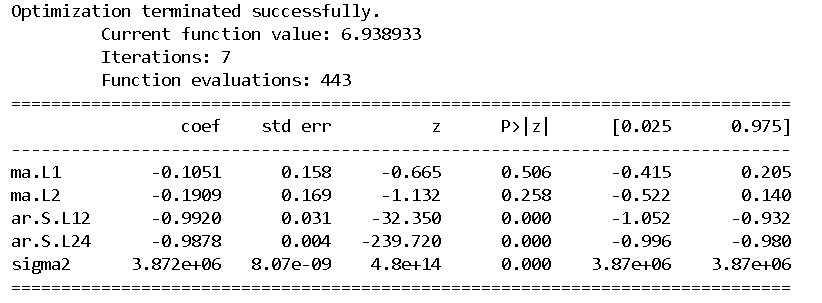 Optimization terminated successfully.
Current function value: 6.938933
Iterations: 7
Function evaluations: 443
==============================================================================
coef std err z P>|z| [0.025 0.975]
------------------------------------------------------------------------------
ma.L1 -0.1051 0.158 -0.665 0.506 -0.415 0.205
ma.L2 -0.1909 0.169 -1.132 0.258 -0.522 0.140
ar.S.L12 -0.9920 0.031 -32.350 0.000 -1.052 -0.932
ar.S.L24 -0.9878 0.004 -239.720 0.000 -0.996 -0.980
sigma2 3.872e+06 8.07e-09 4.8e+14 0.000 3.87e+06 3.87e+06
==============================================================================